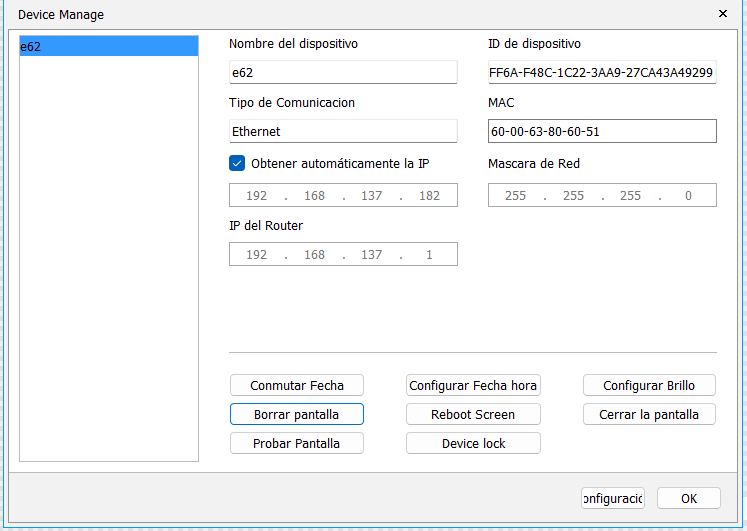 Device Manage
e62
Nombre del dispositivo
ID de dispositivo
e62
FF6A-F48C-1C22-3AA9-27CA43A49299
Tipo de Comunicacion
MAC
Ethernet
60-00-63-80-60-51
Obtener automáticamente la IP
Mascara de Red
192 . 168 . 137 . 182
255 . 255 . 255 . 0
IP del Router
192 . 168 . 137 . 1
Conmutar Fecha
Configurar Fecha hora
Configurar Brillo
Borrar pantalla
Reboot Screen
Cerrar la pantalla
Probar Pantalla
Device lock
onfiguració
OK